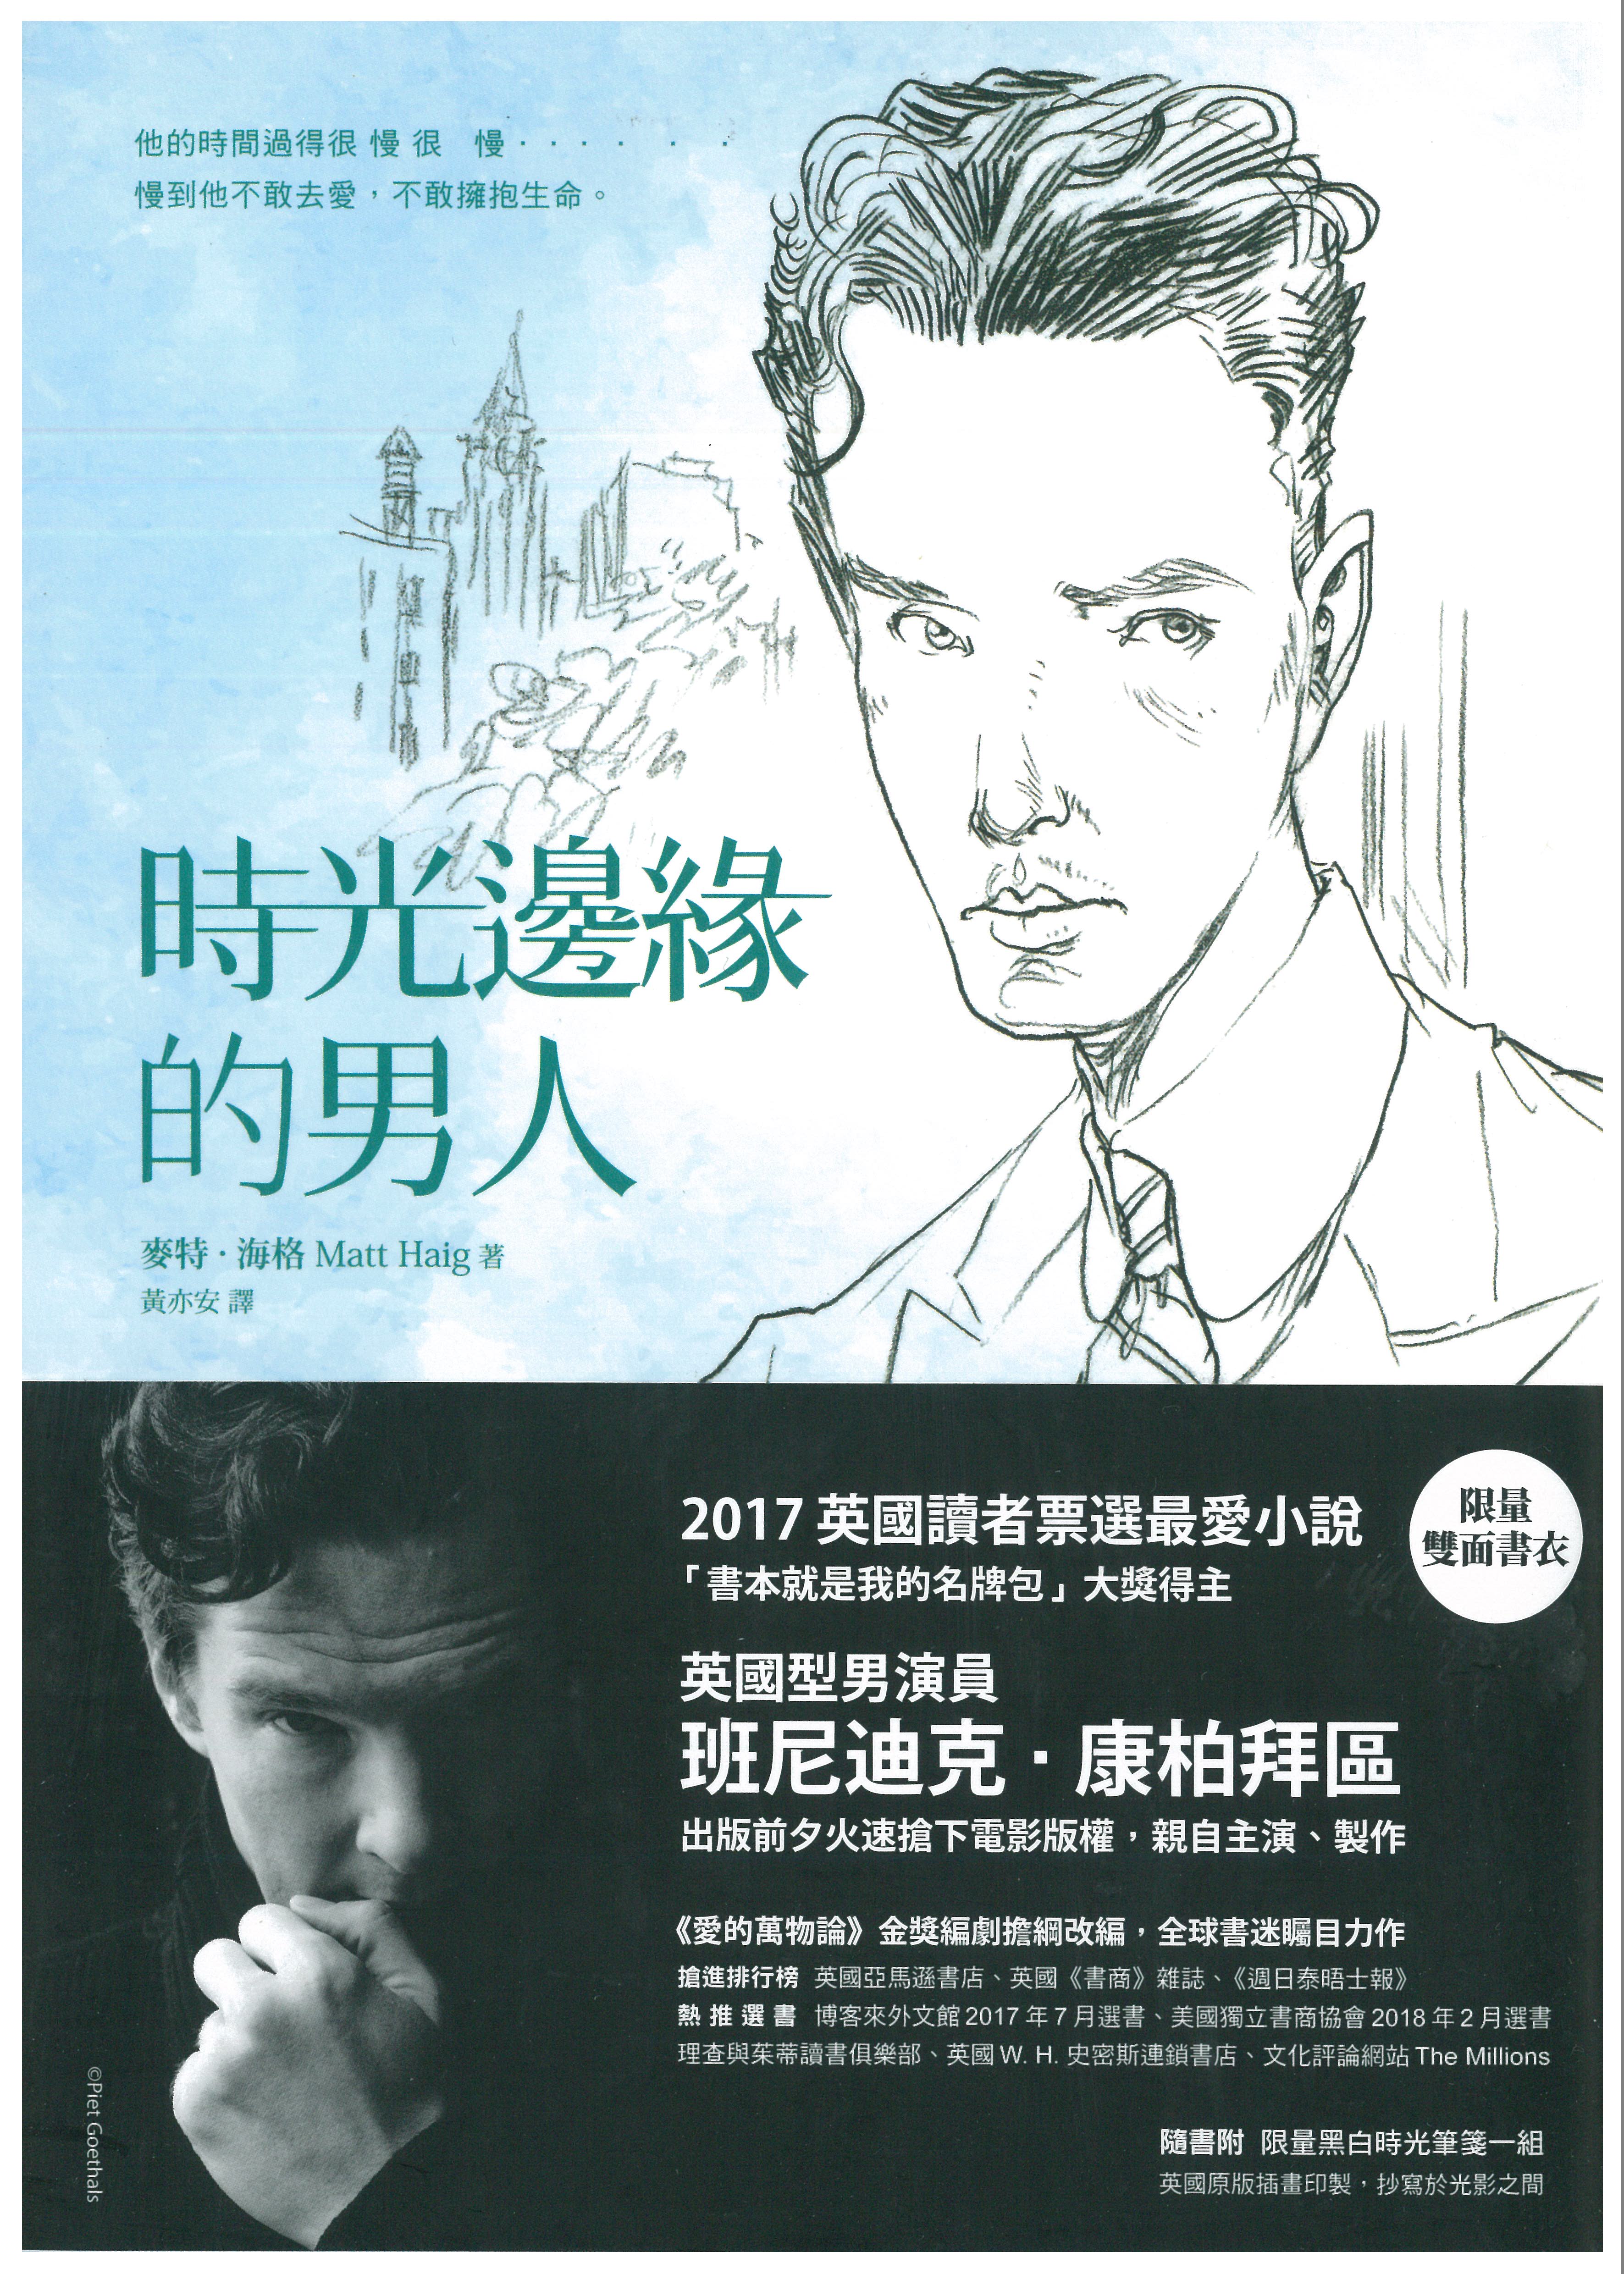 他的時間過得很 慢 很 慢．．．．．．．
慢到他不敢去愛，不敢擁抱生命。
時光邊緣
的男人
麥特・海格 Matt Haig 著
黃亦安 譯
2017 英國讀者票選最愛小說
「書本就是我的名牌包」大獎得主
限量
雙面書衣
英國型男演員
班尼迪克・康柏拜區
出版前夕火速搶下電影版權，親自主演、製作
《愛的萬物論》金獎編劇擔綱改編，全球書迷矚目力作
搶進排行榜 英國亞馬遜書店、英國《書商》雜誌、《週日泰晤士報》
熱推選書 博客來外文館 2017 年 7 月選書、美國獨立書商協會 2018 年 2 月選書
理查與茱蒂讀書俱樂部、英國 W. H. 史密斯連鎖書店、文化評論網站 The Millions
隨書附 限量黑白時光筆箋一組
英國原版插畫印製，抄寫於光影之間
©Piet Goethals